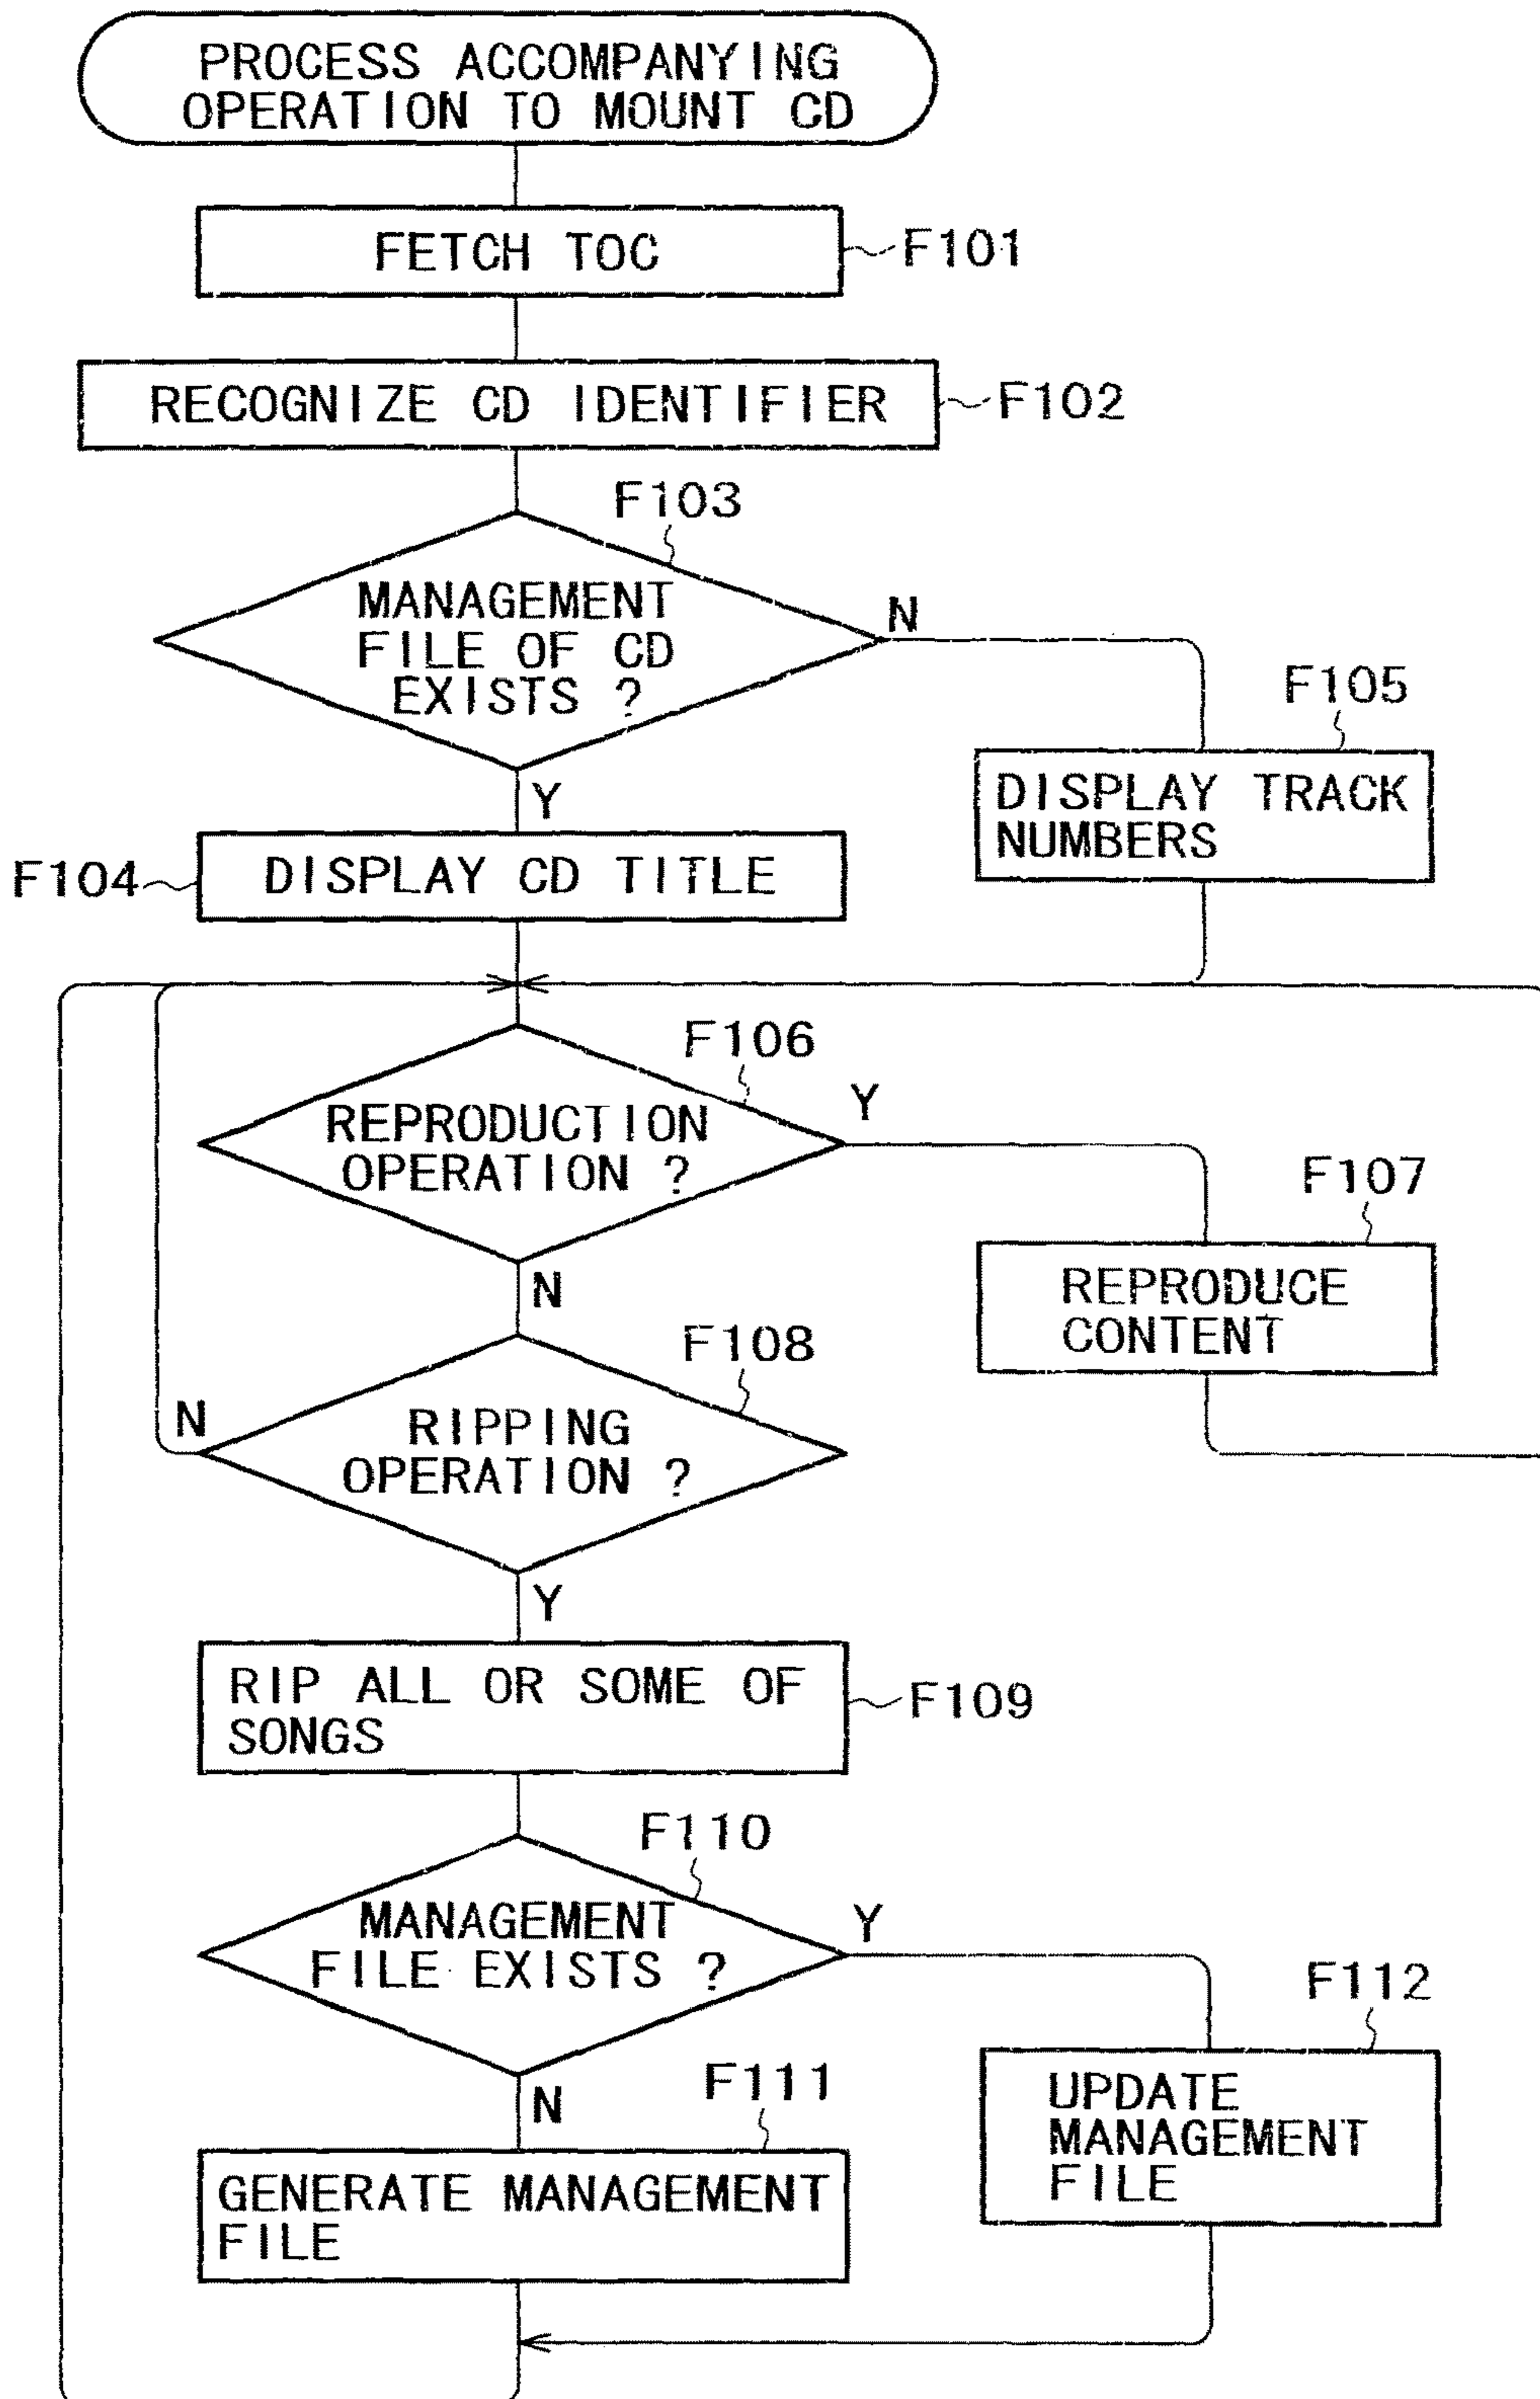 PROCESS ACCOMPANYING
OPERATION TO MOUNT CD
FETCH TOC
F101
RECOGNIZE CD IDENTIFIER
F102
F103
MANAGEMENT
FILE OF CD
EXISTS ?
N
Y
F105
DISPLAY TRACK
NUMBERS
F104
DISPLAY CD TITLE
F106
REPRODUCTION
OPERATION ?
Y
N
F107
REPRODUCE
CONTENT
F108
RIPPING
OPERATION ?
N
Y
RIP ALL OR SOME OF
SONGS
F109
F110
MANAGEMENT
FILE EXISTS ?
Y
N
F112
UPDATE
MANAGEMENT
FILE
F111
GENERATE MANAGEMENT
FILE